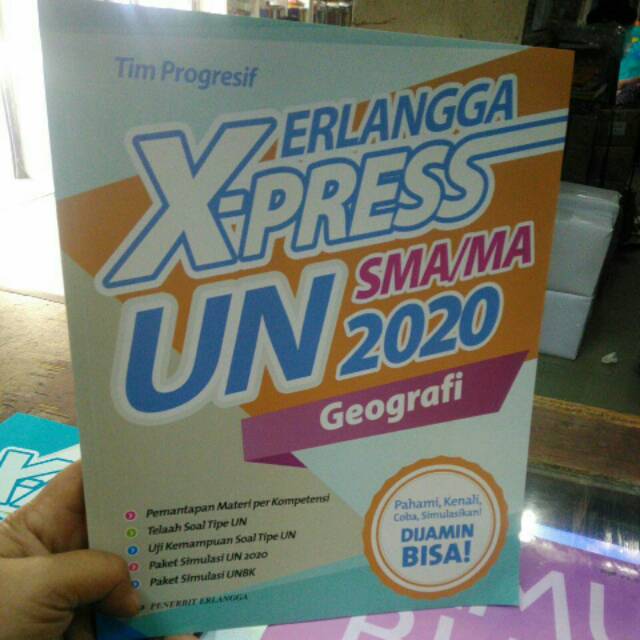 Tim Progresif
ERLANGGA
X-PRESS
UN SMA/MA
2020
Geografi
Pemantapan Materi per Kompetensi
Telaah Soal Tipe UN
Uji Kemampuan Soal Tipe UN
Paket Simulasi UN 2020
Paket Simulasi UNBK
Pahami, Kenali,
Coba, Simulasikan!
DIJAMIN
BISA!
PENERBIT ERLANGGA